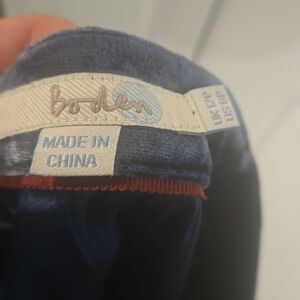 boden
MADE IN
CHINA
UK 12P
US 8P